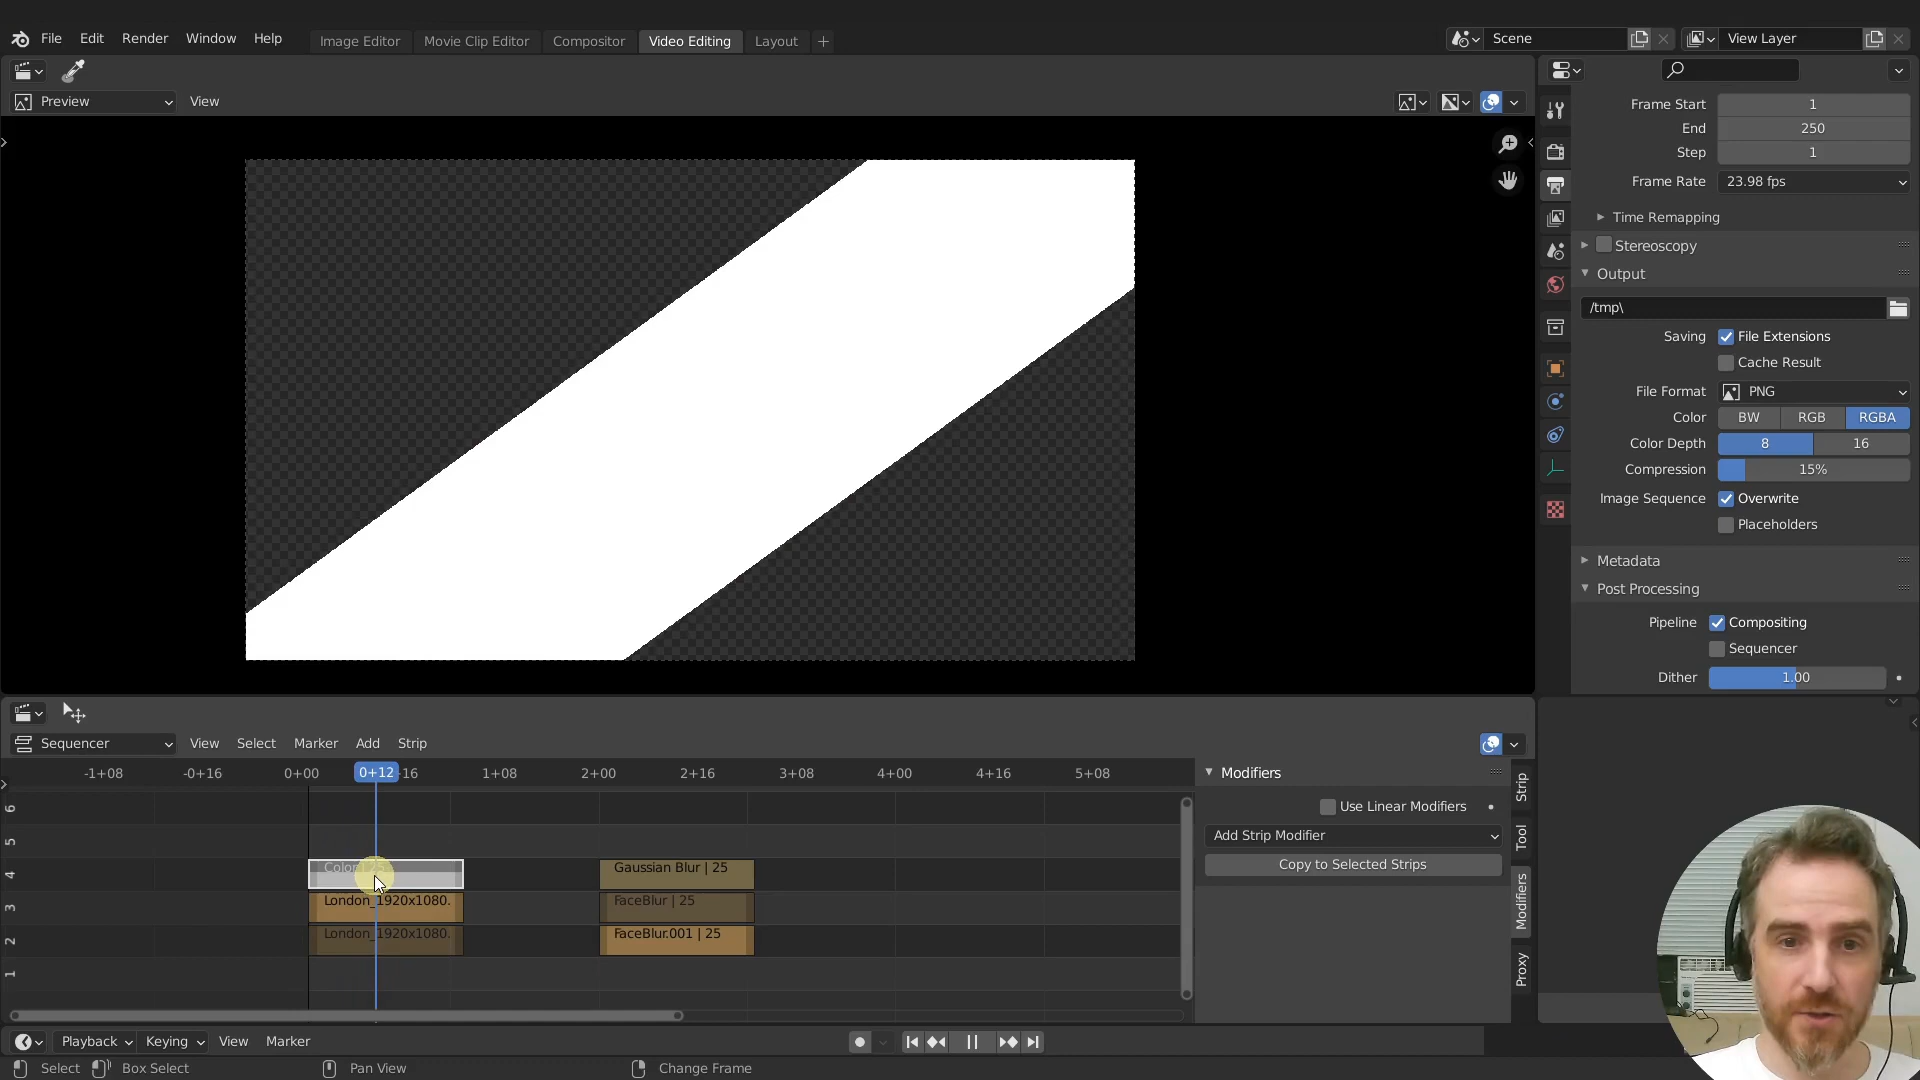 File Edit Render Window Help Image Editor Movie Clip Editor Compositor Video Editing Layout + Scene View Layer
Preview View
Frame Start 1
End 250
Step 1
Frame Rate 23.98 fps
Time Remapping
Stereoscopy
Output
/tmp\
Saving File Extensions
Cache Result
File Format PNG
Color BW RGB RGBA
Color Depth 8 16
Compression 15%
Image Sequence Overwrite
Placeholders
Metadata
Post Processing
Pipeline Compositing
Sequencer
Dither 1.00
Sequencer View Select Marker Add Strip
-1+08 -0+16 0+00 0+12 16 1+08 2+00 2+16 3+08 4+00 4+16 5+08
6
5
4
3
2
1
Gaussian Blur | 25
London_1920x1080. FaceBlur | 25
London_1920x1080. FaceBlur.001 | 25
Modifiers
Use Linear Modifiers
Add Strip Modifier
Copy to Selected Strips
Strip
Tool
Modifiers
Proxy
Playback Keying View Marker
Select Box Select Pan View Change Frame